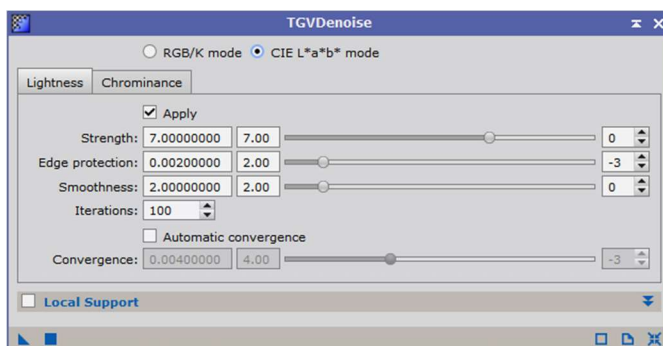 TGVDenoise
RGB/K mode CIE L*a*b* mode
Lightness Chrominance
Apply
Strength: 7.00000000 7.00 0
Edge protection: 0.00200000 2.00 -3
Smoothness: 2.00000000 2.00 0
Iterations: 100
Automatic convergence
Convergence: 0.00400000 4.00 -3
Local Support